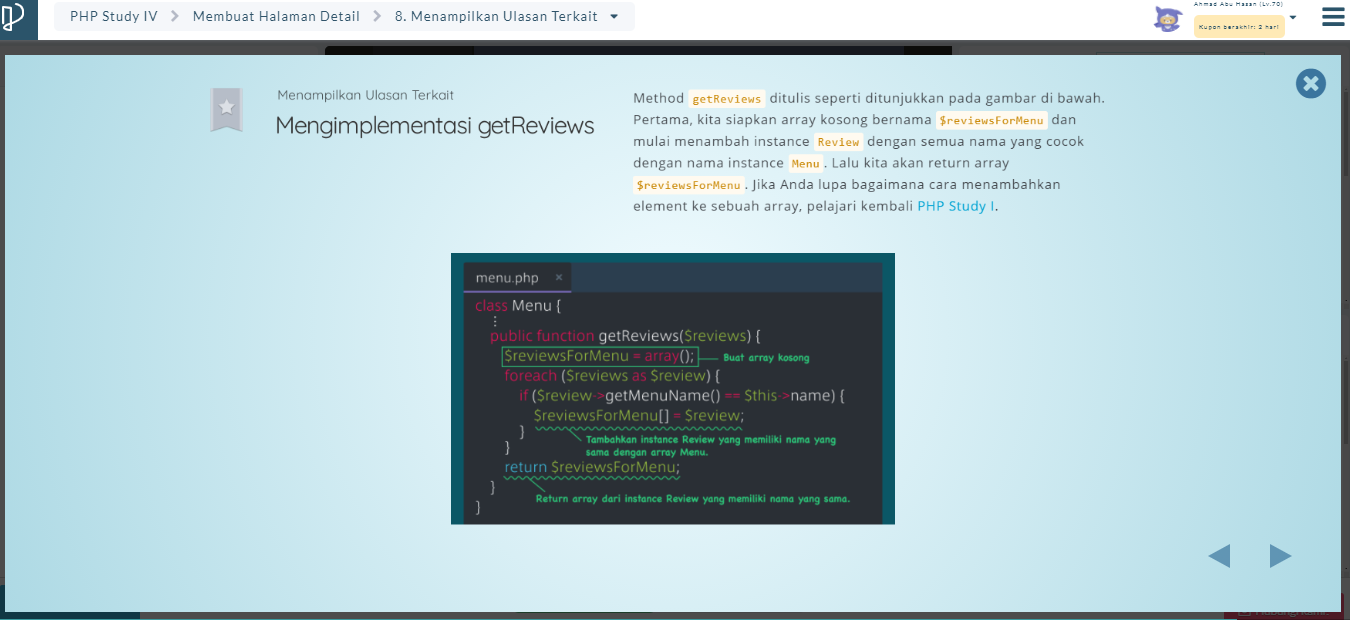 PHP Study IV
Membuat Halaman Detail
8. Menampilkan Ulasan Terkait
Ahmad Abu Hasan (Lv.70)
Kupon berakhir: 2 hari
Menampilkan Ulasan Terkait
Mengimplementasi getReviews
Method getReviews ditulis seperti ditunjukkan pada gambar di bawah.
Pertama, kita siapkan array kosong bernama $reviewsForMenu dan
mulai menambah instance Review dengan semua nama yang cocok
dengan nama instance Menu. Lalu kita akan return array
$reviewsForMenu. Jika Anda lupa bagaimana cara menambahkan
element ke sebuah array, pelajari kembali PHP Study I.
menu.php ×
class Menu {
⋮
public function getReviews($reviews) {
$reviewsForMenu = array(); Buat array kosong
foreach ($reviews as $review) {
if ($review->getMenuName() == $this->name) {
$reviewsForMenu[] = $review;
}
Tambahkan instance Review yang memiliki nama yang
sama dengan array Menu.
}
return $reviewsForMenu;
}
Return array dari instance Review yang memiliki nama yang sama.
}